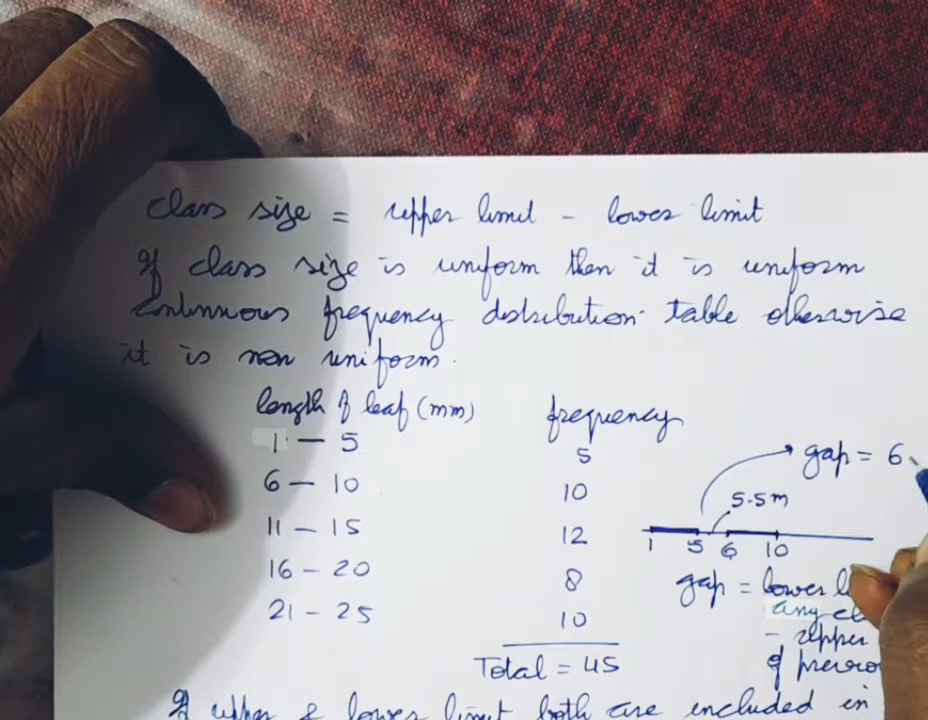 class size = upper limit - lower limit
If class size is uniform then it is uniform
continuous frequency distribution table otherwise
it is non uniform.
length of leaf (mm) frequency
1 - 5 5
6 - 10 10
11 - 15 12
16 - 20 8
21 - 25 10
Total = 45
gap = 6
5.5m
1 5 6 10
gap = lower
any
- upper
of
If upper & lower limit both are included in